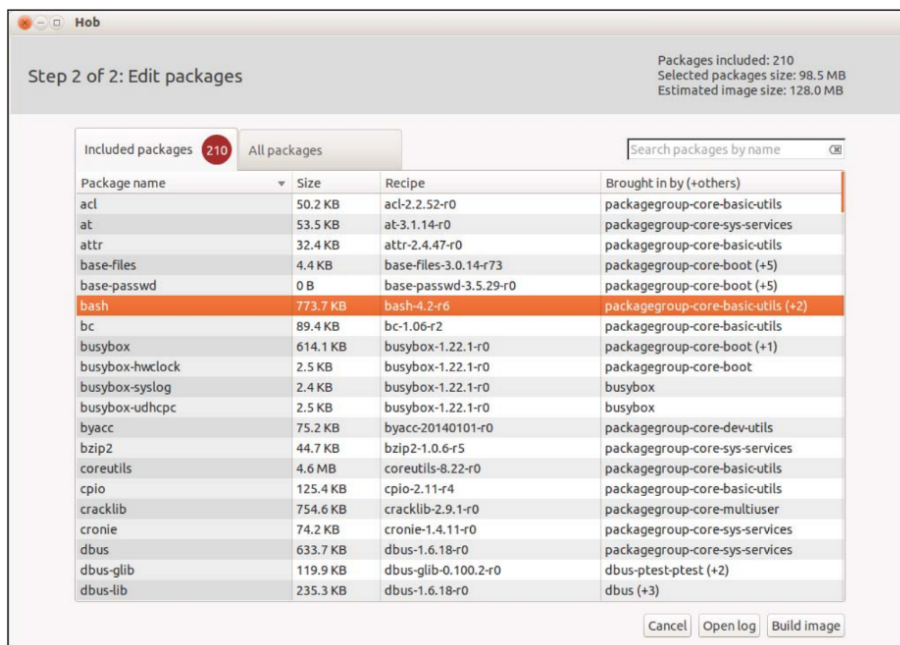 Hob
Step 2 of 2: Edit packages
Packages included: 210
Selected packages size: 98.5 MB
Estimated image size: 128.0 MB
Included packages 210 All packages Search packages by name
Package name Size Recipe Brought in by (+others)
acl 50.2 KB acl-2.2.52-r0 packagegroup-core-basic-utils
at 53.5 KB at-3.1.14-r0 packagegroup-core-sys-services
attr 32.4 KB attr-2.4.47-r0 packagegroup-core-basic-utils
base-files 4.4 KB base-files-3.0.14-r73 packagegroup-core-boot (+5)
base-passwd 0 B base-passwd-3.5.29-r0 packagegroup-core-boot (+5)
bash 773.7 KB bash-4.2-r6 packagegroup-core-basic-utils (+2)
bc 89.4 KB bc-1.06-r2 packagegroup-core-basic-utils
busybox 614.1 KB busybox-1.22.1-r0 packagegroup-core-boot (+1)
busybox-hwclock 2.5 KB busybox-1.22.1-r0 packagegroup-core-boot
busybox-syslog 2.4 KB busybox-1.22.1-r0 busybox
busybox-udhcpc 2.5 KB busybox-1.22.1-r0 busybox
byacc 75.2 KB byacc-20140101-r0 packagegroup-core-dev-utils
bzip2 44.7 KB bzip2-1.0.6-r5 packagegroup-core-sys-services
coreutils 4.6 MB coreutils-8.22-r0 packagegroup-core-basic-utils
cpio 125.4 KB cpio-2.11-r4 packagegroup-core-basic-utils
cracklib 754.6 KB cracklib-2.9.1-r0 packagegroup-core-multiuser
cronie 74.2 KB cronie-1.4.11-r0 packagegroup-core-sys-services
dbus 633.7 KB dbus-1.6.18-r0 packagegroup-core-sys-services
dbus-glib 119.9 KB dbus-glib-0.100.2-r0 dbus-ptest-ptest (+2)
dbus-lib 235.3 KB dbus-1.6.18-r0 dbus (+3)
Cancel Open log Build image